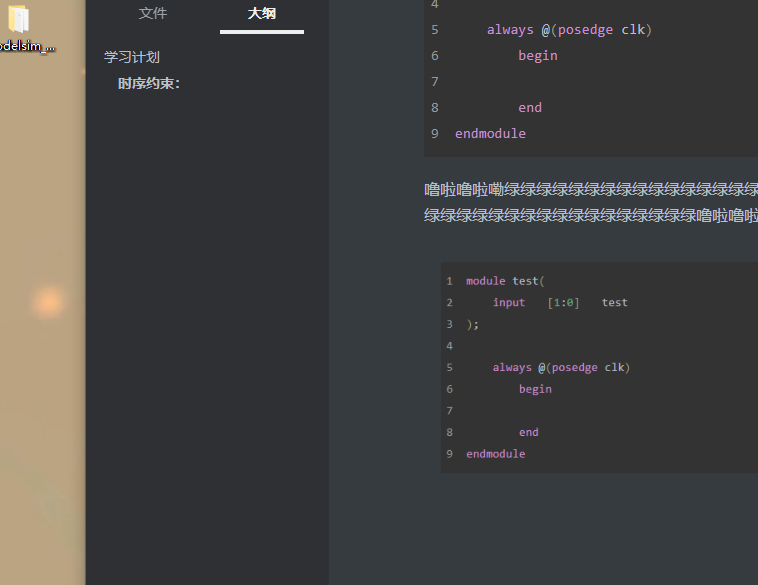 odelsim_...
文件
大纲
学习计划
时序约束：
4
5 always @(posedge clk)
6 begin
7
8 end
9 endmodule
噜啦噜啦嘞绿绿绿绿绿绿绿绿绿绿绿绿绿绿绿绿
绿绿绿绿绿绿绿绿绿绿绿绿绿绿绿绿绿噜啦噜啦
1 module test(
2 input [1:0] test
3 );
4
5 always @(posedge clk)
6 begin
7
8 end
9 endmodule